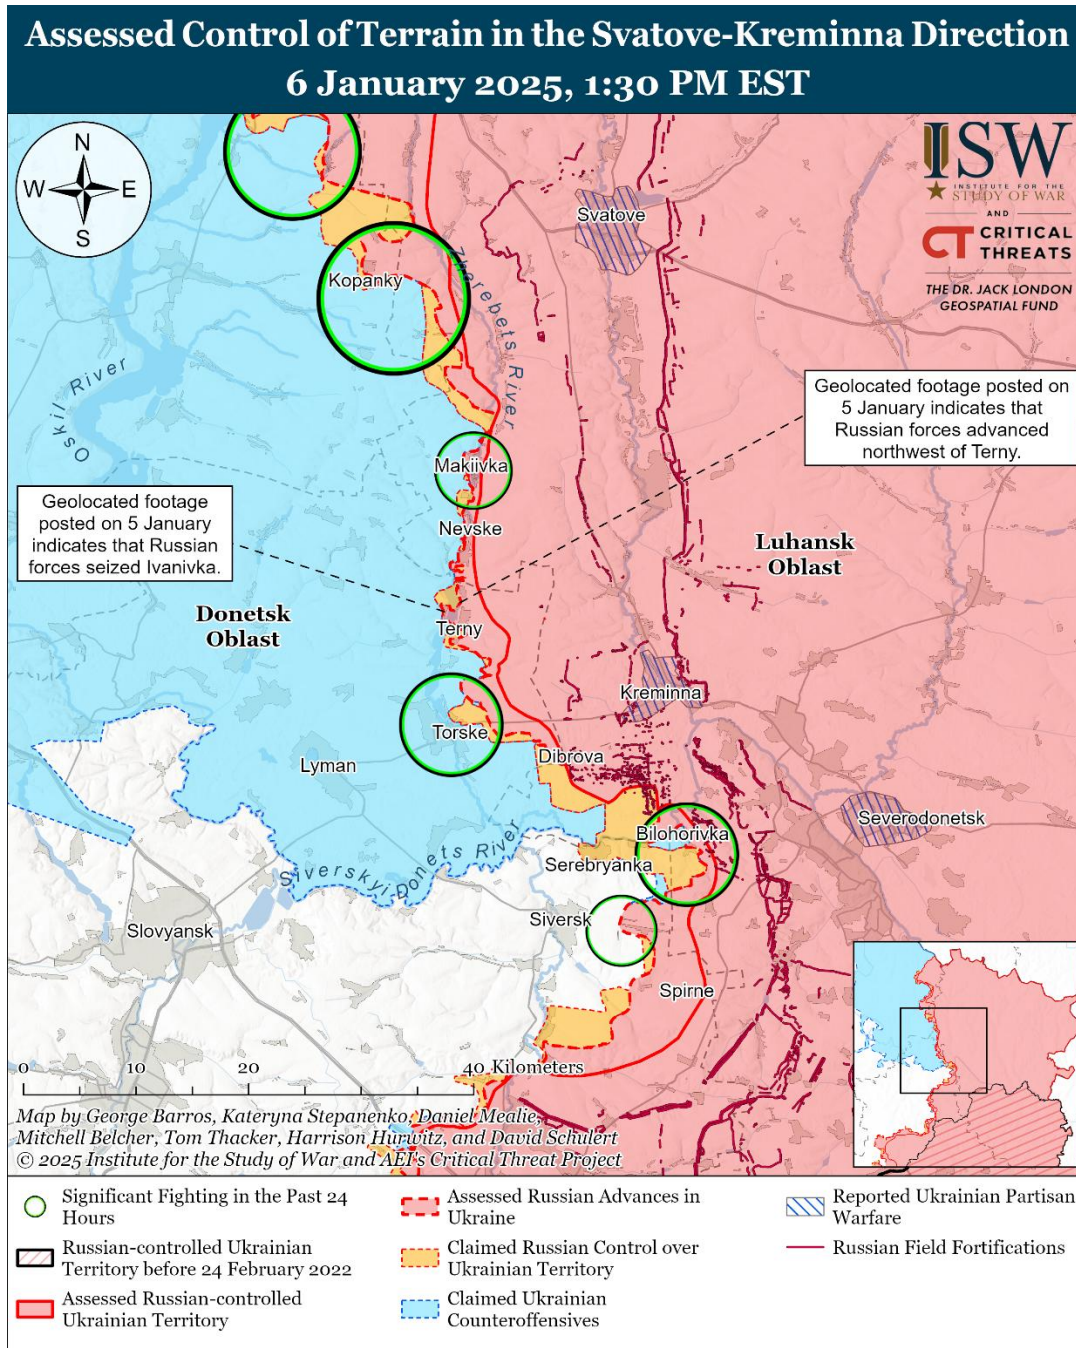 Assessed Control of Terrain in the Svatove-Kreminna Direction
6 January 2025, 1:30 PM EST
N
W
E
S
ISW
INSTITUTE FOR THE
STUDY OF WAR
AND
CT CRITICAL
THREATS
THE DR. JACK LONDON
GEOSPATIAL FUND
Svatove
Kopanky
Zherebets River
Oskil River
Geolocated footage posted on
5 January indicates that
Russian forces advanced
northwest of Terny.
Makiivka
Geolocated footage
posted on 5 January
indicates that Russian
forces seized Ivanivka.
Nevske
Luhansk
Oblast
Donetsk
Oblast
Terny
Kreminna
Torske
Dibrova
Lyman
Bilohorivka
Severodonetsk
Siverskyi Donets River
Serebryanka
Siversk
Slovyansk
Spirne
0 10 20 40 Kilometers
Map by George Barros, Kateryna Stepanenko, Daniel Mealie,
Mitchell Belcher, Tom Thacker, Harrison Hurwitz, and David Schulert
© 2025 Institute for the Study of War and AEI's Critical Threat Project
Significant Fighting in the Past 24
Hours
Russian-controlled Ukrainian
Territory before 24 February 2022
Assessed Russian-controlled
Ukrainian Territory
Assessed Russian Advances in
Ukraine
Claimed Russian Control over
Ukrainian Territory
Claimed Ukrainian
Counteroffensives
Reported Ukrainian Partisan
Warfare
Russian Field Fortifications